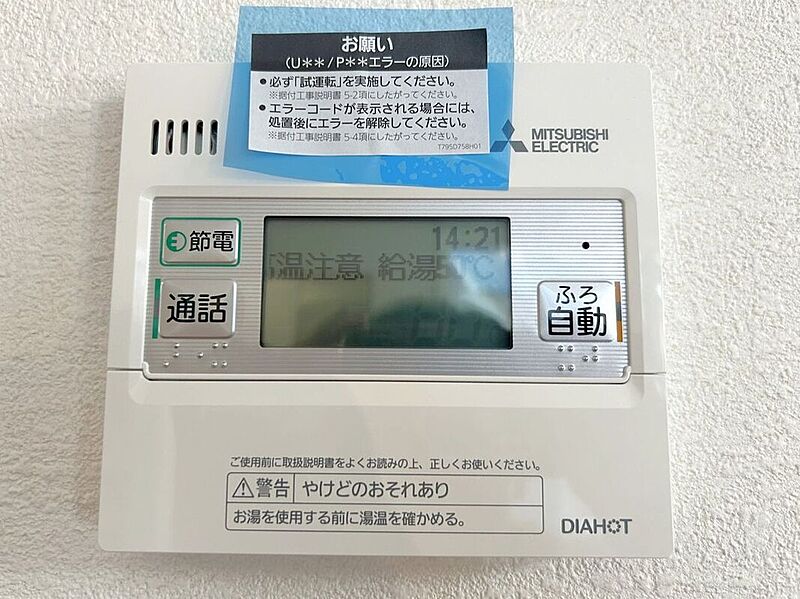 お願い
(U＊＊/P＊＊エラーの原因)
●必ず「試運転」を実施してください。
※据付工事説明書 5-2項にしたがってください。
●エラーコードが表示される場合には、
処置後にエラーを解除してください。
※据付工事説明書 5-4項にしたがってください。
T795D758H01
MITSUBISHI
ELECTRIC
節電
14:21
温注意 給湯50℃
通話
ふろ
自動
ご使用前に取扱説明書をよくお読みの上、正しくお使いください。
警告 やけどのおそれあり
お湯を使用する前に湯温を確かめる。
DIAHOT